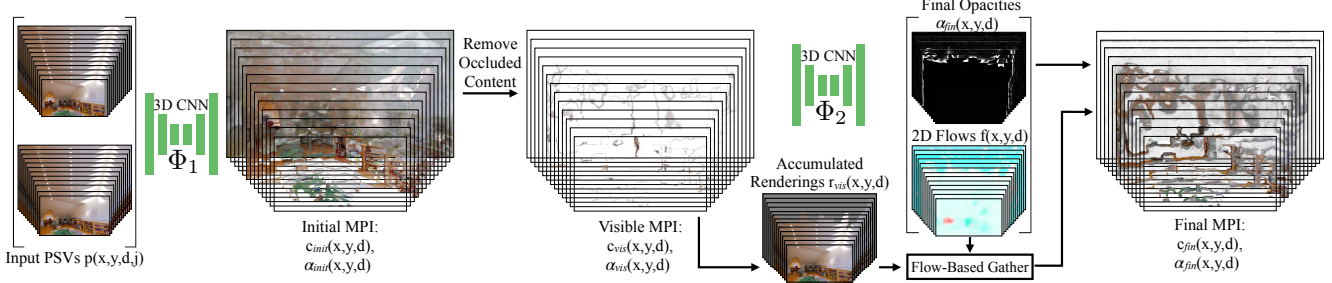 Input PSVs p(x,y,d,j)
3D CNN
Φ1
Initial MPI:
cinit(x,y,d),
αinit(x,y,d)
Remove
Occluded
Content
Visible MPI:
cvis(x,y,d),
αvis(x,y,d)
Accumulated
Renderings rvis(x,y,d)
3D CNN
Φ2
Final Opacities
αfin(x,y,d)
2D Flows f(x,y,d)
Flow-Based Gather
Final MPI:
cfin(x,y,d),
αfin(x,y,d)